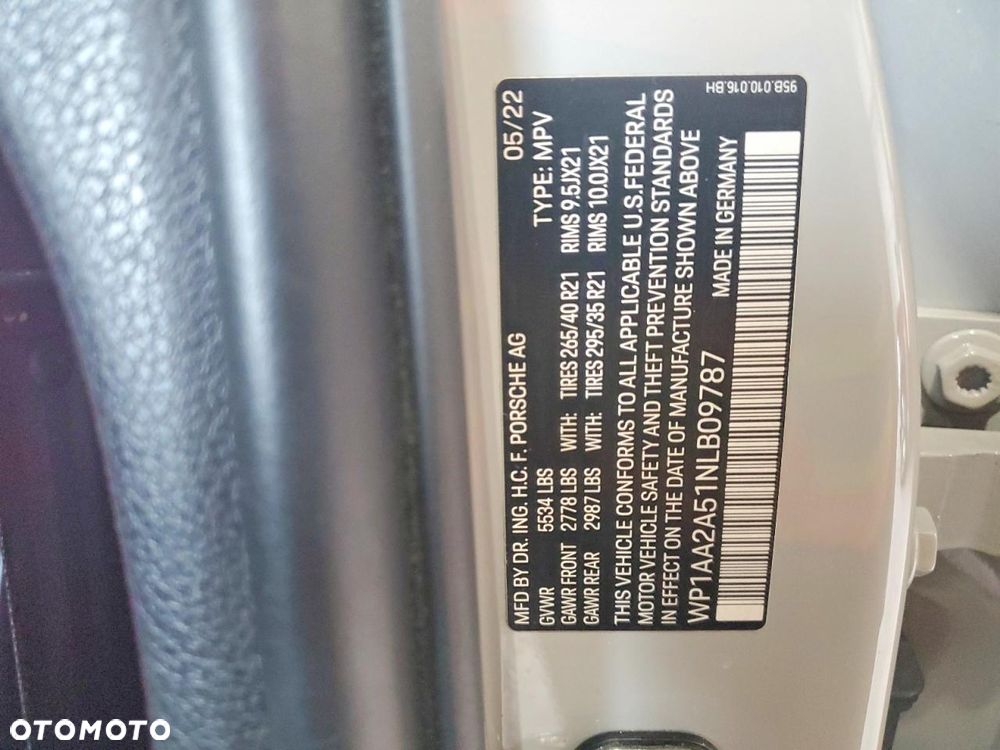 MFD BY DR. ING. H.C. F. PORSCHE AG 05/22
GVWR 5534 LBS TYPE: MPV
GAWR FRONT 2778 LBS WITH: TIRES 265/40 R21 RIMS 9.5JX21
GAWR REAR 2987 LBS WITH: TIRES 295/35 R21 RIMS 10.0JX21
THIS VEHICLE CONFORMS TO ALL APPLICABLE U.S. FEDERAL
MOTOR VEHICLE SAFETY AND THEFT PREVENTION STANDARDS
IN EFFECT ON THE DATE OF MANUFACTURE SHOWN ABOVE
WP1AA2A51NLB09787 MADE IN GERMANY
95B.010.016.BH
OTOMOTO